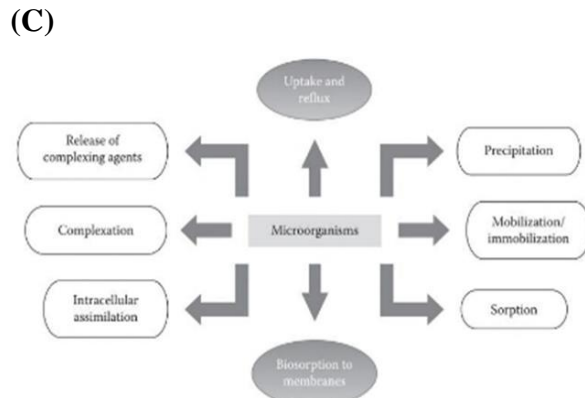 (C)
Uptake and
reflux
Release of
complexing agents
Precipitation
Complexation
Microorganisms
Mobilization/
immobilization
Intracellular
assimilation
Sorption
Biosorption to
membranes